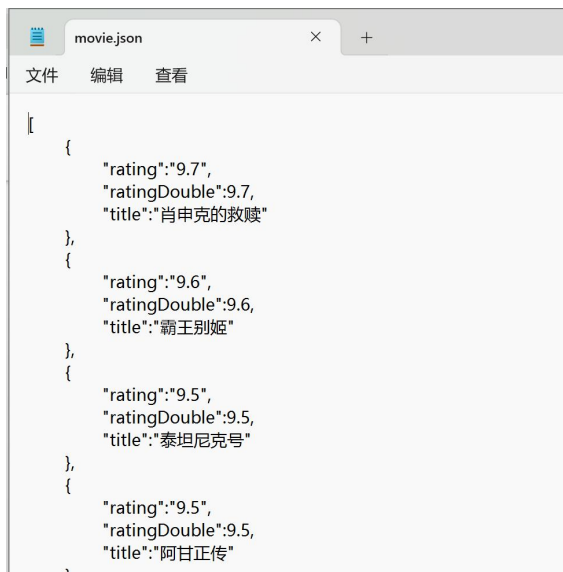 movie.json
文件 编辑 查看
[
{
"rating":"9.7",
"ratingDouble":9.7,
"title":"肖申克的救赎"
},
{
"rating":"9.6",
"ratingDouble":9.6,
"title":"霸王别姬"
},
{
"rating":"9.5",
"ratingDouble":9.5,
"title":"泰坦尼克号"
},
{
"rating":"9.5",
"ratingDouble":9.5,
"title":"阿甘正传"